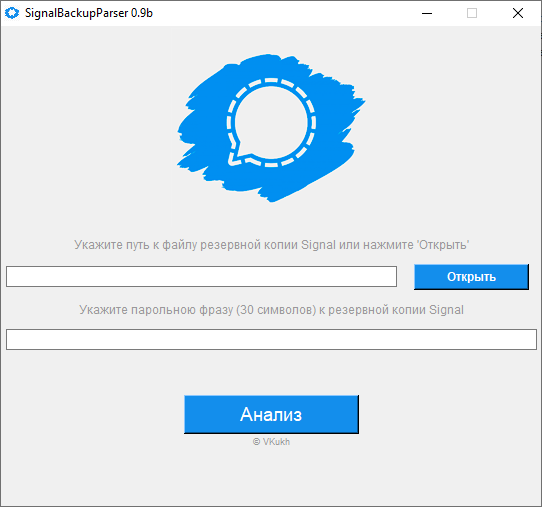 SignalBackupParser 0.9b
Укажите путь к файлу резервной копии Signal или нажмите 'Открыть'
Открыть
Укажите парольною фразу (30 символов) к резервной копии Signal
Анализ
© VKukh